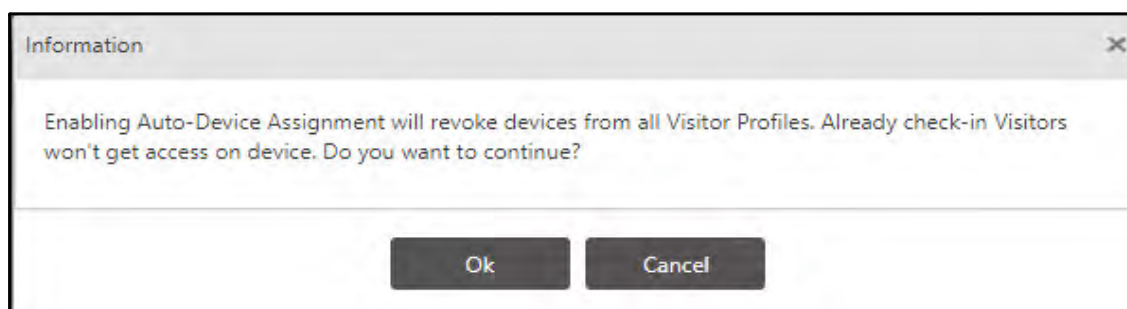 Information
Enabling Auto-Device Assignment will revoke devices from all Visitor Profiles. Already check-in Visitors
won't get access on device. Do you want to continue?
Ok
Cancel